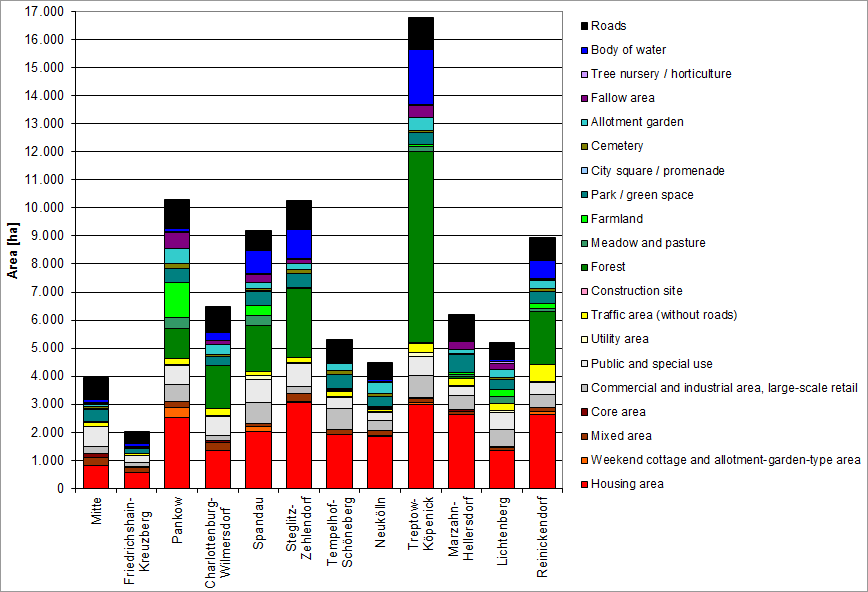 17.000
16.000
15.000
14.000
13.000
12.000
11.000
10.000
9.000
8.000
7.000
6.000
5.000
4.000
3.000
2.000
1.000
0
Area [ha]
Mitte
Friedrichshain-
Kreuzberg
Pankow
Charlottenburg-
Wilmersdorf
Spandau
Steglitz-
Zehlendorf
Tempelhof-
Schöneberg
Neukölln
Treptow-
Köpenick
Marzahn-
Hellersdorf
Lichtenberg
Reinickendorf
Roads
Body of water
Tree nursery / horticulture
Fallow area
Allotment garden
Cemetery
City square / promenade
Park / green space
Farmland
Meadow and pasture
Forest
Construction site
Traffic area (without roads)
Utility area
Public and special use
Commercial and industrial area, large-scale retail
Core area
Mixed area
Weekend cottage and allotment-garden-type area
Housing area